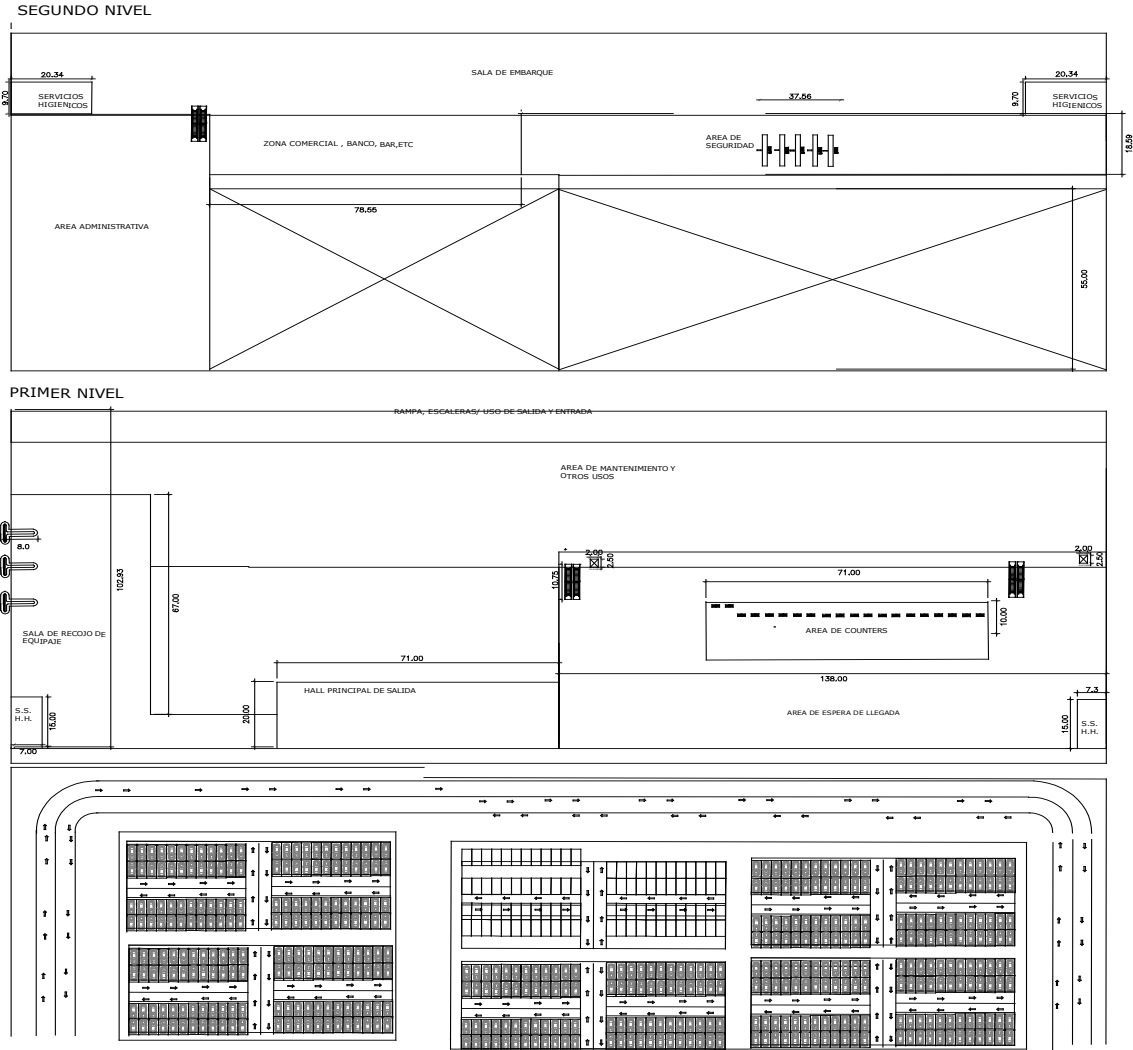 SEGUNDO NIVEL
SALA DE EMBARQUE
20.34
9.70
SERVICIOS
HIGIENICOS
37.56
20.34
9.70
SERVICIOS
HIGIENICOS
ZONA COMERCIAL , BANCO, BAR,ETC
AREA DE
SEGURIDAD
18.59
78.55
AREA ADMINISTRATIVA
55.00
PRIMER NIVEL
RAMPA, ESCALERAS/ USO DE SALIDA Y ENTRADA
AREA DE MANTENIMIENTO Y
OTROS USOS
8.0
102.93
67.00
10.75
2.00
2.50
2.00
2.50
71.00
10.00
AREA DE COUNTERS
SALA DE RECOJO DE
EQUIPAJE
71.00
138.00
HALL PRINCIPAL DE SALIDA
20.00
AREA DE ESPERA DE LLEGADA
S.S.
H.H.
15.00
7.00
7.3
15.00
S.S.
H.H.